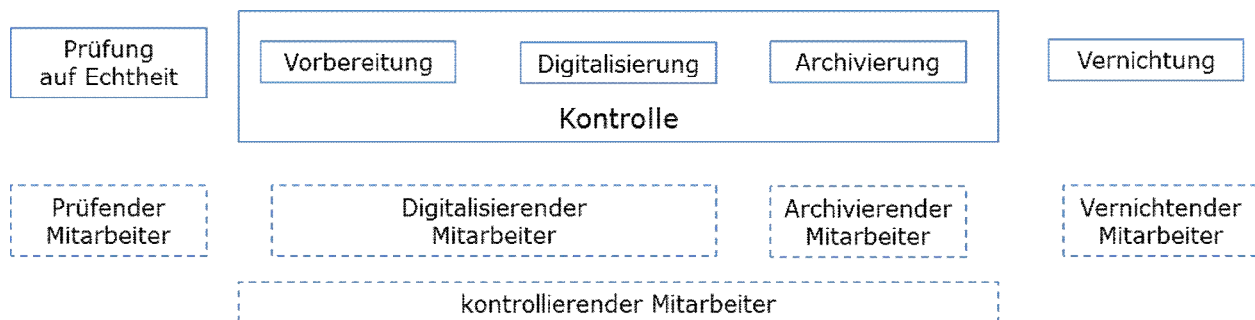 Prüfung
auf Echtheit
Vorbereitung
Digitalisierung
Archivierung
Vernichtung
Kontrolle
Prüfender
Mitarbeiter
Digitalisierender
Mitarbeiter
Archivierender
Mitarbeiter
Vernichtender
Mitarbeiter
kontrollierender Mitarbeiter